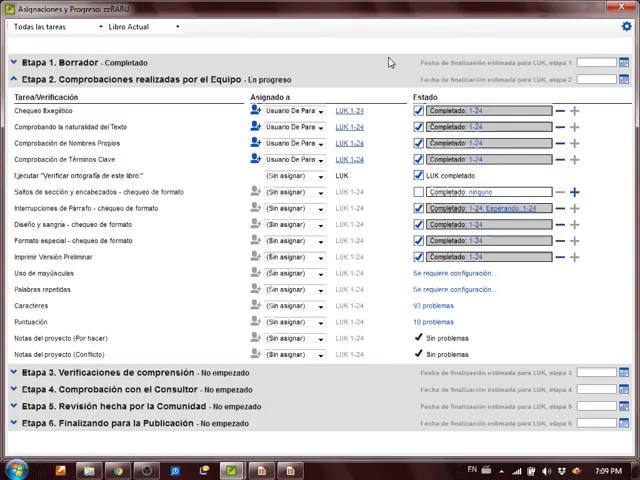 Asignaciones y Progreso: zzRABU
Todas las tareas
Libro Actual
Etapa 1. Borrador - Completado
Fecha de finalización estimada para LUK, etapa 1
Etapa 2. Comprobaciones realizadas por el Equipo - En progreso
Fecha de finalización estimada para LUK, etapa 2
Tarea/Verificación Asignado a Estado
Chequeo Exegético Usuario De Para LUK 1-24 Completado: 1-24
Comprobando la naturalidad del Texto Usuario De Para LUK 1-24 Completado: 1-24
Comprobación de Nombres Propios Usuario De Para LUK 1-24 Completado: 1-24
Comprobación de Términos Clave Usuario De Para LUK 1-24 Completado: 1-24
Ejecutar "Verificar ortografía de este libro:" (Sin asignar) LUK LUK completado
Saltos de sección y encabezados - chequeo de formato (Sin asignar) LUK 1-24 Completado: ninguno
Interrupciones de Párrafo - chequeo de formato (Sin asignar) LUK 1-24 Completado: 1-24, Esperando: 1-24
Diseño y sangría - chequeo de formato (Sin asignar) LUK 1-24 Completado: 1-24
Formato especial - chequeo de formato (Sin asignar) LUK 1-24 Completado: 1-24
Imprimir Versión Preliminar (Sin asignar) LUK 1-24 Completado: 1-24
Uso de mayúsculas (Sin asignar) LUK 1-24 Se requiere configuración...
Palabras repetidas (Sin asignar) LUK 1-24 Se requiere configuración...
Caracteres (Sin asignar) LUK 1-24 93 problemas
Puntuación (Sin asignar) LUK 1-24 18 problemas
Notas del proyecto (Por hacer) (Sin asignar) LUK 1-24 Sin problemas
Notas del proyecto (Conflicto) (Sin asignar) LUK 1-24 Sin problemas
Etapa 3. Verificaciones de comprensión - No empezado
Fecha de finalización estimada para LUK, etapa 3
Etapa 4. Comprobación con el Consultor - No empezado
Fecha de finalización estimada para LUK, etapa 4
Etapa 5. Revisión hecha por la Comunidad - No empezado
Fecha de finalización estimada para LUK, etapa 5
Etapa 6. Finalizando para la Publicación - No empezado
Fecha de finalización estimada para LUK, etapa 6
EN 7:09 PM